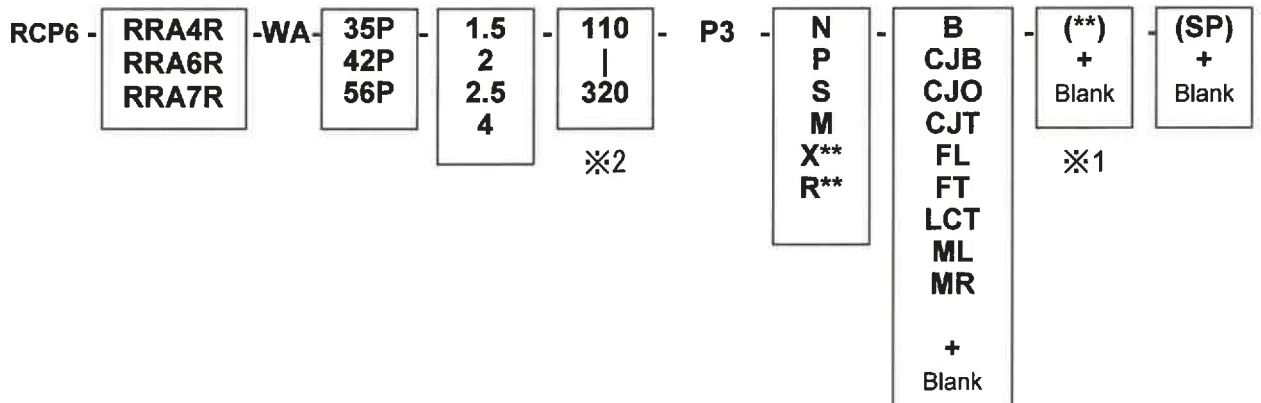 RCP6 - RRA4R -WA- 35P - 1.5 - 110 - P3 - N - B - (**) - (SP)
RRA6R 42P 2 | P CJB + +
RRA7R 56P 2.5 320 S CJO Blank Blank
4 M CJT
※2 X** FL ※1
R** FT
LCT
ML
MR
+
Blank